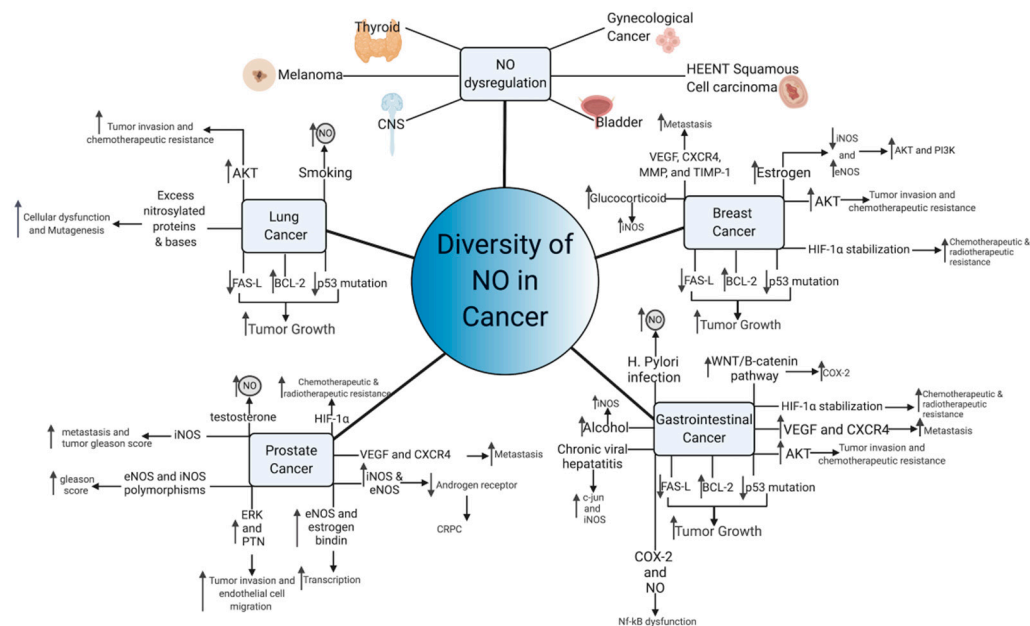 Thyroid
Gynecological
Cancer
NO
dysregulation
Melanoma
HEENT Squamous
Cell carcinoma
CNS
Bladder
Diversity of
NO in
Cancer
Tumor invasion and
chemotherapeutic resistance
NO
AKT
Smoking
Excess
nitrosylated
proteins
& bases
Cellular dysfunction
and Mutagenesis
Lung
Cancer
FAS-L
BCL-2
p53 mutation
Tumor Growth
Metastasis
VEGF, CXCR4,
MMP, and TIMP-1
Estrogen
iNOS
and
eNOS
AKT and PI3K
Glucocorticoid
iNOS
Breast
Cancer
AKT
Tumor invasion and
chemotherapeutic resistance
HIF-1α stabilization
Chemotherapeutic &
radiotherapeutic
resistance
FAS-L
BCL-2
p53 mutation
Tumor Growth
NO
testosterone
Chemotherapeutic &
radiotherapeutic resistance
HIF-1α
metastasis and
tumor gleason score
iNOS
Prostate
Cancer
VEGF and CXCR4
Metastasis
gleason
score
eNOS and iNOS
polymorphisms
iNOS &
eNOS
Androgen receptor
CRPC
ERK
and
PTN
eNOS and
estrogen
bindin
Tumor invasion and
endothelial cell
migration
Transcription
NO
H. Pylori
infection
WNT/B-catenin
pathway
COX-2
iNOS
Alcohol
Gastrointestinal
Cancer
HIF-1α stabilization
Chemotherapeutic &
radiotherapeutic
resistance
VEGF and CXCR4
Metastasis
Chronic viral
hepatatitis
AKT
Tumor invasion and
chemotherapeutic resistance
c-jun
and
iNOS
FAS-L
BCL-2
p53 mutation
Tumor Growth
COX-2
and
NO
Nf-kB dysfunction